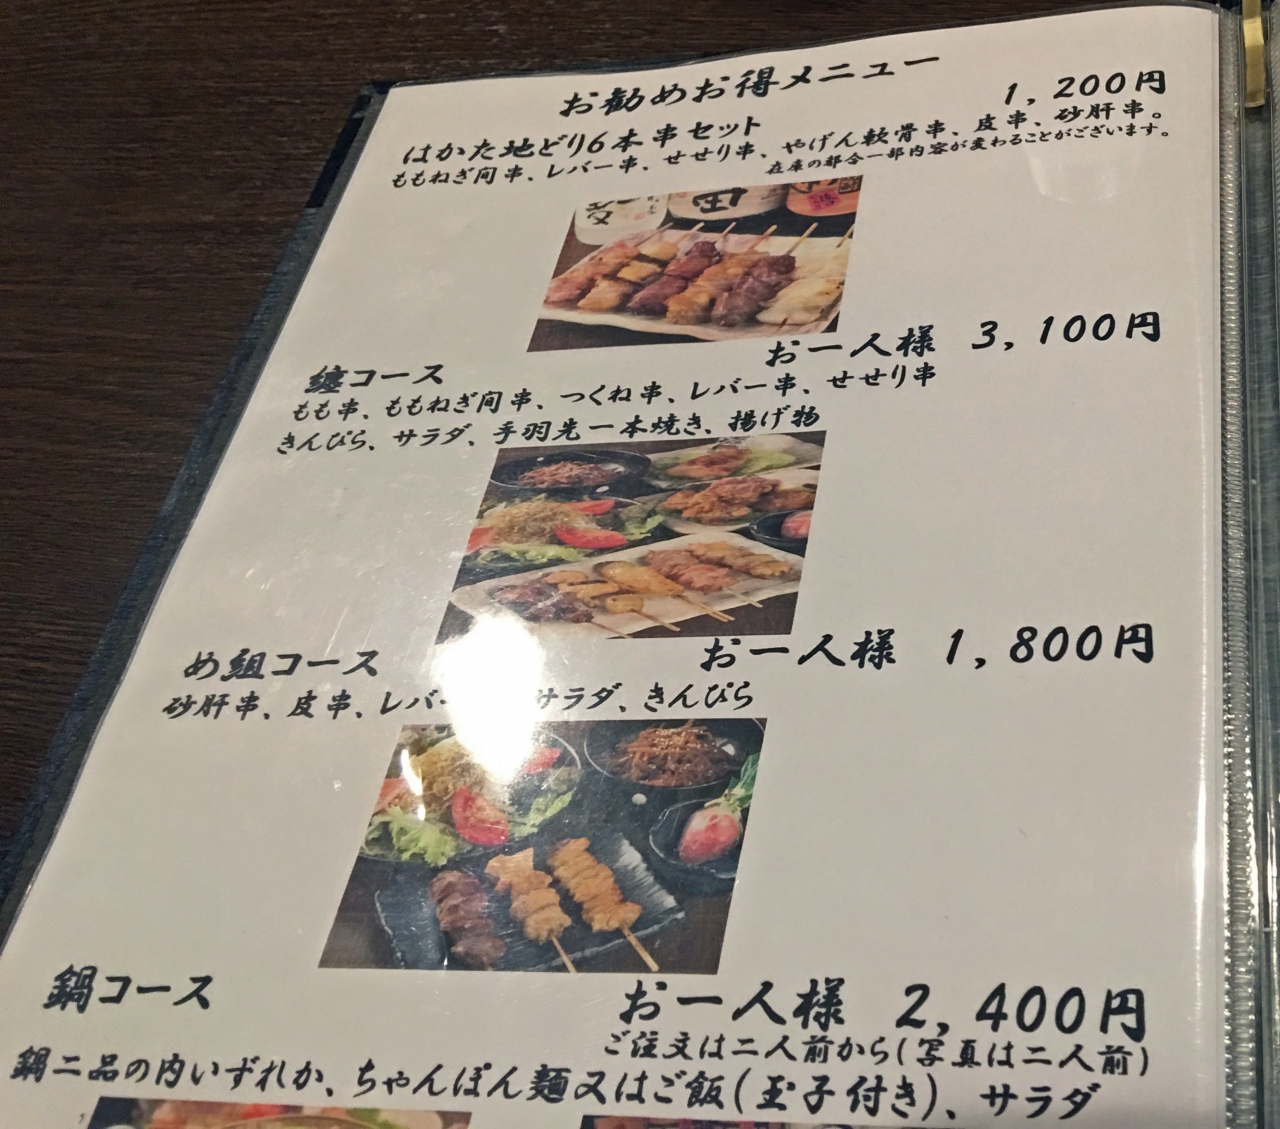 お勧めお得メニュー
はかた地どり6本串セット 1,200円
ももねぎ間串、レバー串、せせり串、やげん軟骨串、皮串、砂肝串。
在庫の都合一部内容が変わることがございます。
纏コース お一人様 3,100円
もも串、ももねぎ間串、つくね串、レバー串、せせり串
きんぴら、サラダ、手羽先一本焼き、揚げ物
め組コース お一人様 1,800円
砂肝串、皮串、レバー サラダ、きんぴら
鍋コース お一人様 2,400円
ご注文は二人前から(写真は二人前)
鍋二品の内いずれか、ちゃんぽん麺又はご飯(玉子付き)、サラダ